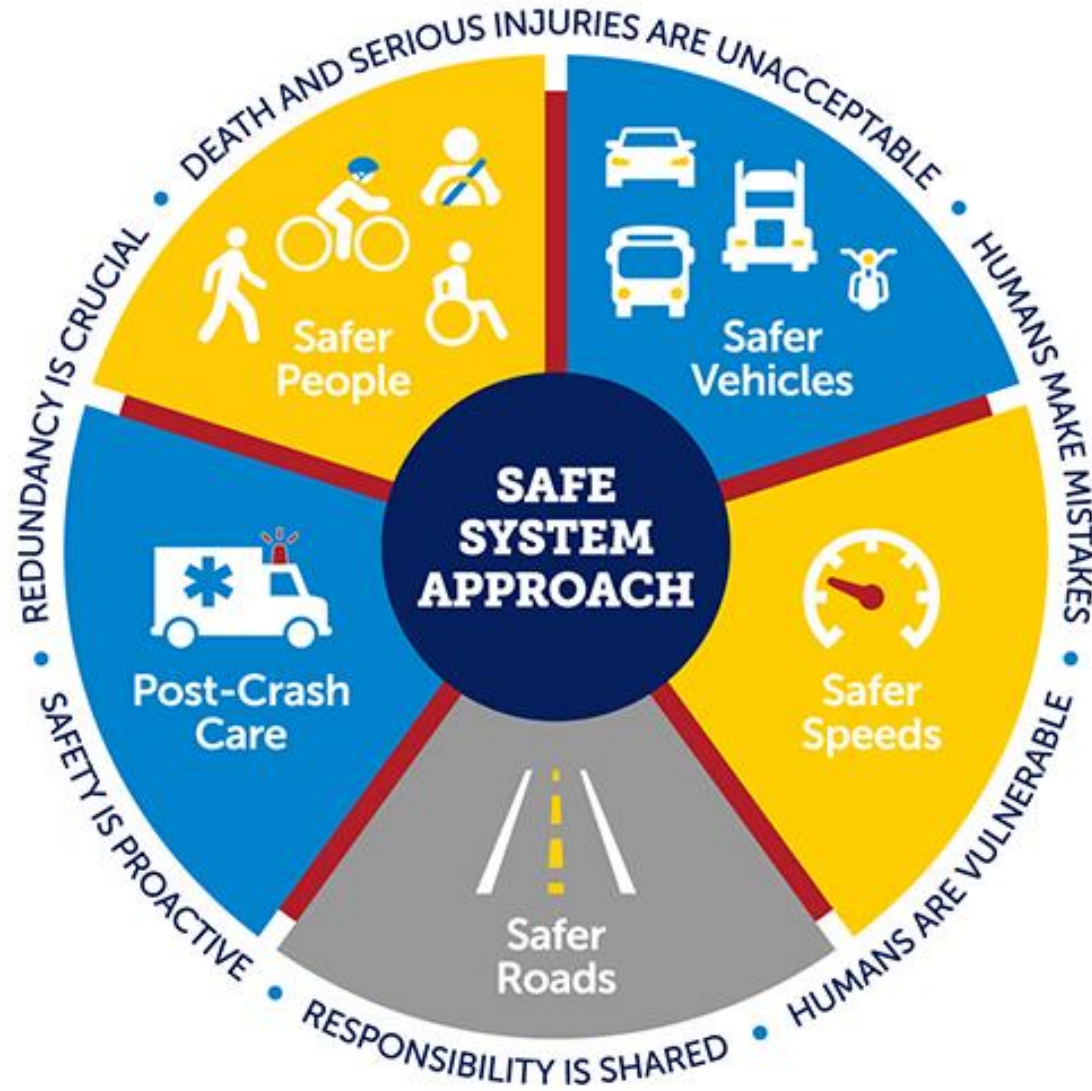 DEATH AND SERIOUS INJURIES ARE UNACCEPTABLE
HUMANS MAKE MISTAKES
HUMANS ARE VULNERABLE
RESPONSIBILITY IS SHARED
SAFETY IS PROACTIVE
REDUNDANCY IS CRUCIAL
Safer
People
Safer
Vehicles
SAFE
SYSTEM
APPROACH
Post-Crash
Care
Safer
Speeds
Safer
Roads